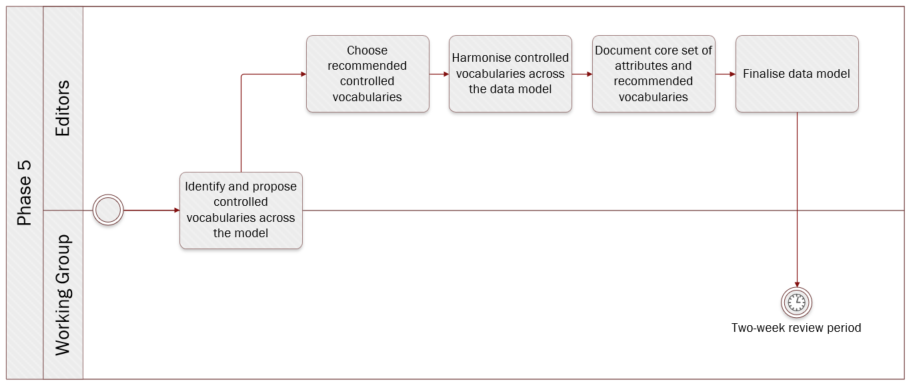 Phase 5
Editors
Working Group
Identify and propose
controlled
vocabularies across
the model
Choose
recommended
controlled
vocabularies
Harmonise controlled
vocabularies across
the data model
Document core set of
attributes and
recommended
vocabularies
Finalise data model
Two-week review period